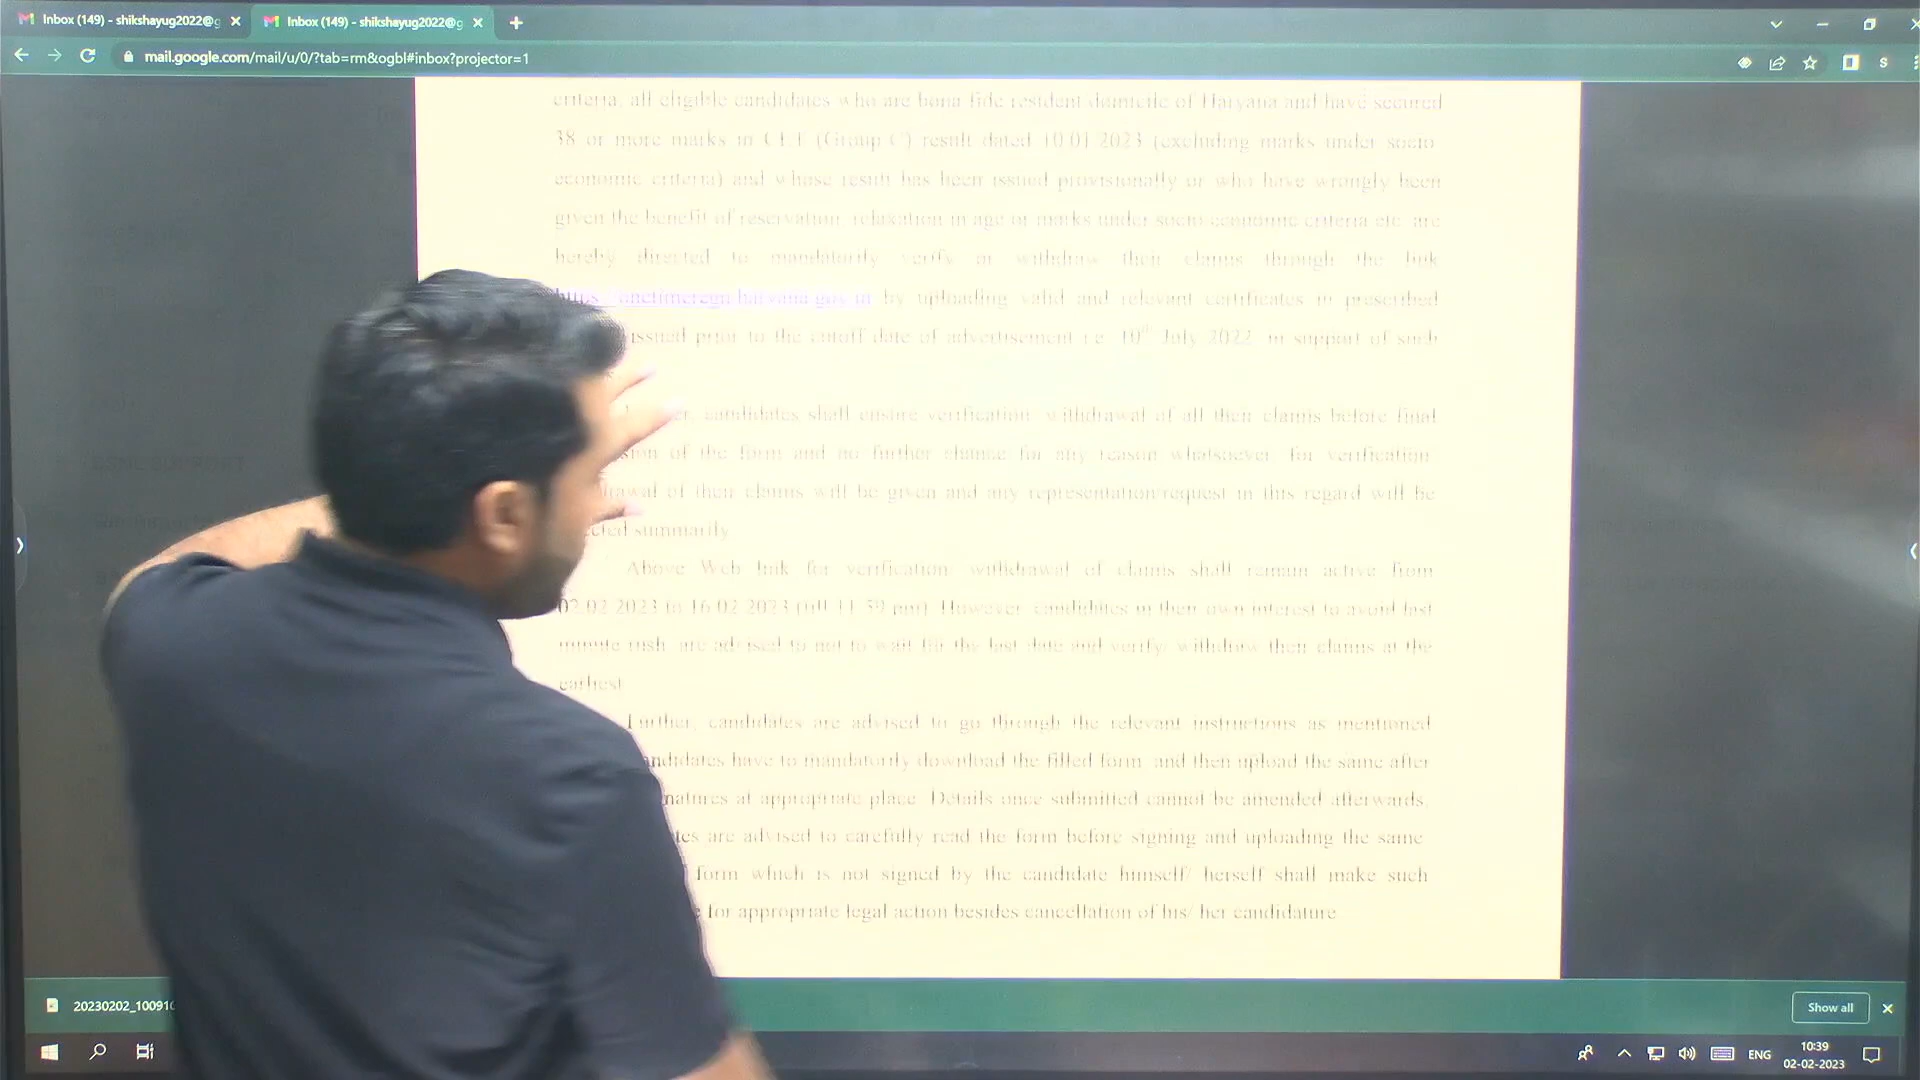 Inbox (149) - shikshayug2022@g
Inbox (149) - shikshayug2022@g
mail.google.com/mail/u/0/?tab=rm&ogbl#inbox?projector=1
S
criteria, all eligible candidates who are bona fide resident domicile of Haryana and have secured
38 or more marks in CET (Group C) result dated 10.01.2023 (excluding marks under socio
economic criteria) and whose result has been issued provisionally or who have wrongly been
given the benefit of reservation, relaxation in age or marks under socio economic criteria etc. are
hereby directed to mandatorily verify or withdraw their claims through the link
https://onetimeregn.haryana.gov.in by uploading valid and relevant certificates in prescribed
issued prior to the cutoff date of advertisement i.e. 10th July 2022, in support of such
er, candidates shall ensure verification/ withdrawal of all their claims before final
sion of the form and no further chance for any reason whatsoever, for verification/
rawal of their claims will be given and any representation/request in this regard will be
ected summarily
Above Web link for verification/ withdrawal of claims shall remain active from
02.02.2023 to 16.02.2023 (till 11:59 pm). However, candidates in their own interest to avoid last
minute rush, are advised to not to wait for the last date and verify/ withdraw their claims at the
earliest
Further, candidates are advised to go through the relevant instructions as mentioned
andidates have to mandatorily download the filled form, and then upload the same after
natures at appropriate place. Details once submitted cannot be amended afterwards,
tes are advised to carefully read the form before signing and uploading the same.
form which is not signed by the candidate himself/ herself shall make such
e for appropriate legal action besides cancellation of his/ her candidature.
20230202_10091
Show all
ENG
10:39
02-02-2023